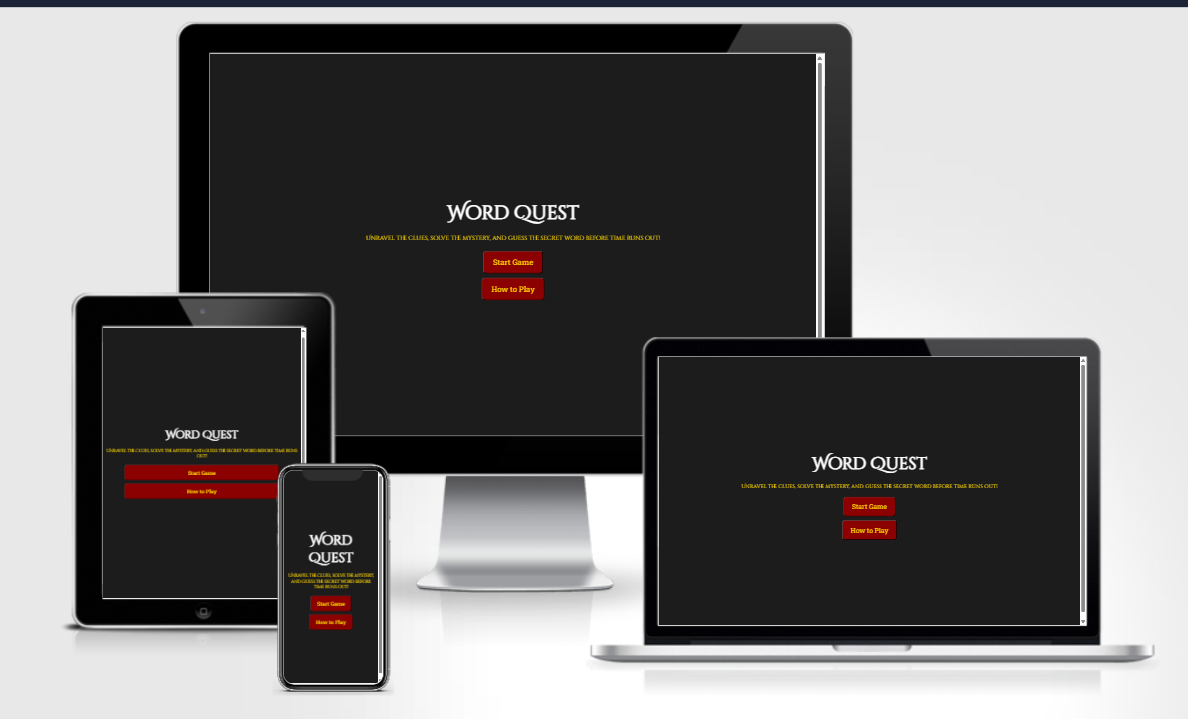 Word Quest
Unravel the clues, solve the mystery, and guess the secret word before time runs out!
Start Game
How to Play
Word Quest
Unravel the clues, solve the mystery, and guess the secret word before time runs
out!
Start Game
How to Play
Word
Quest
Unravel the clues, solve the mystery,
and guess the secret word before
time runs out!
Start Game
How to Play
Word Quest
Unravel the clues, solve the mystery, and guess the secret word before time runs out!
Start Game
How to Play